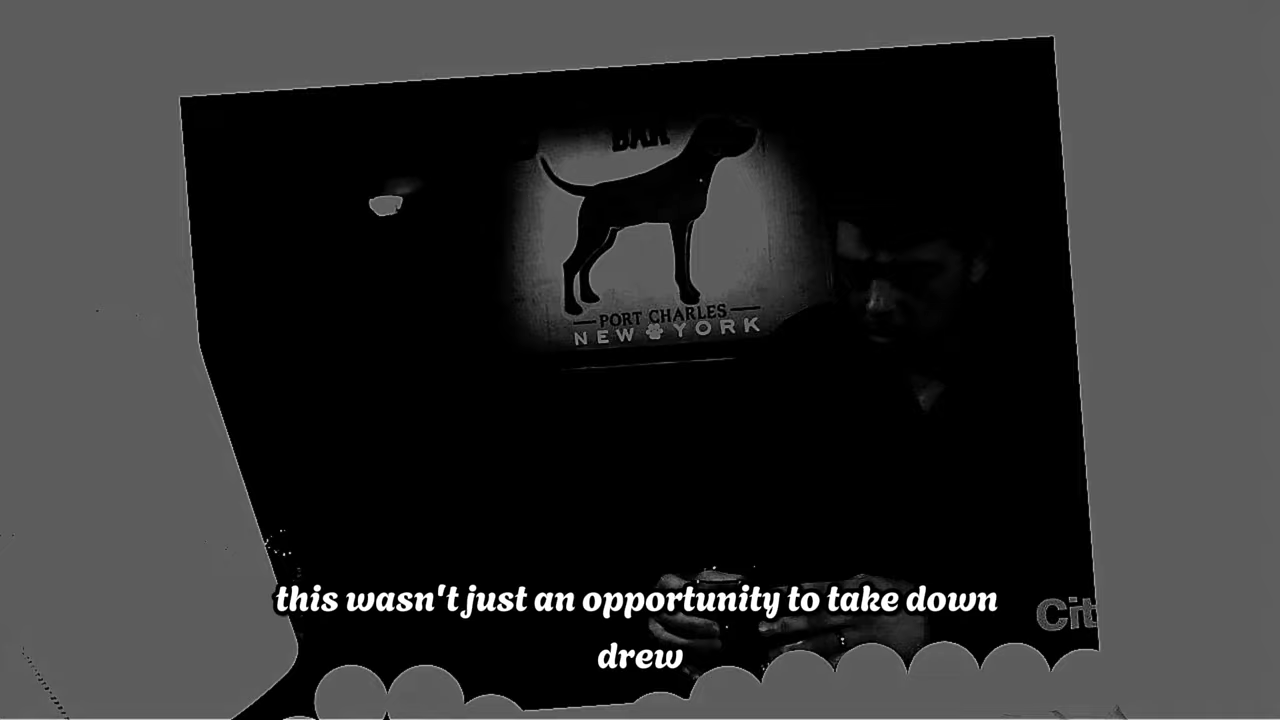 BAR
PORT CHARLES
NEW YORK
this wasn't just an opportunity to take down
drew
Cit